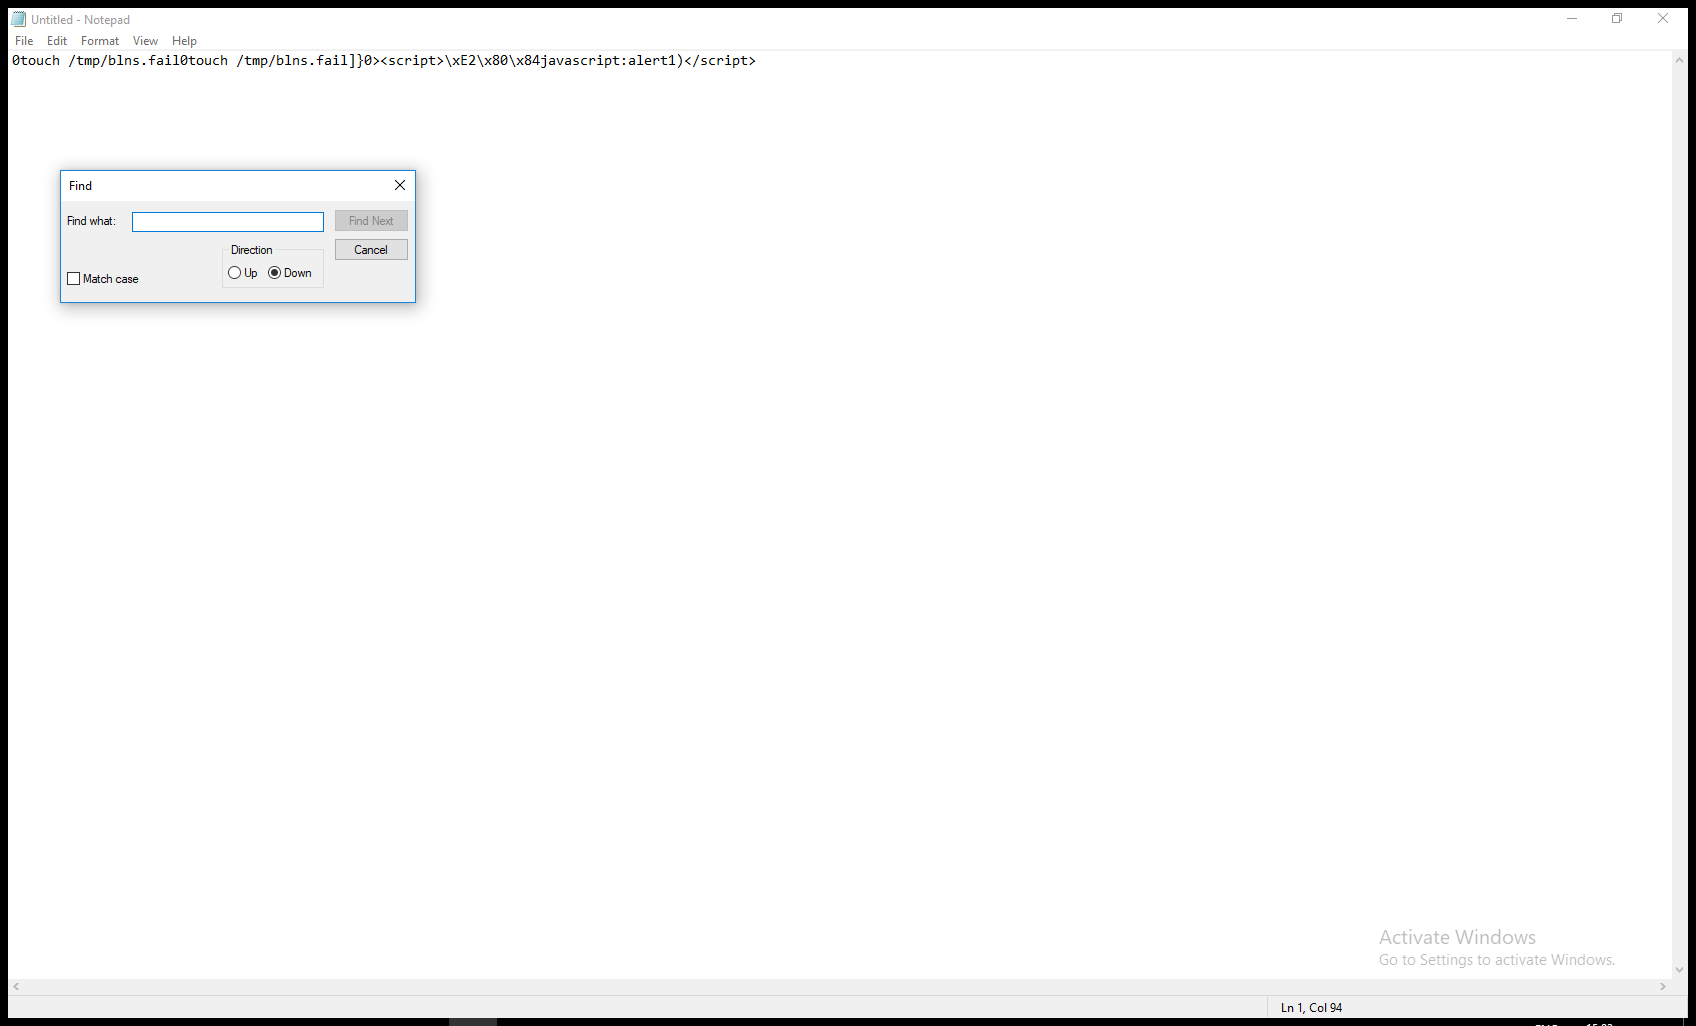 Untitled - Notepad
File Edit Format View Help
0touch /tmp/blns.fail0touch /tmp/blns.fail]}0><script>\xE2\x80\x84javascript:alert1)</script>
Find
Find what:
Find Next
Direction
Cancel
Up Down
Match case
Activate Windows
Go to Settings to activate Windows.
Ln 1, Col 94